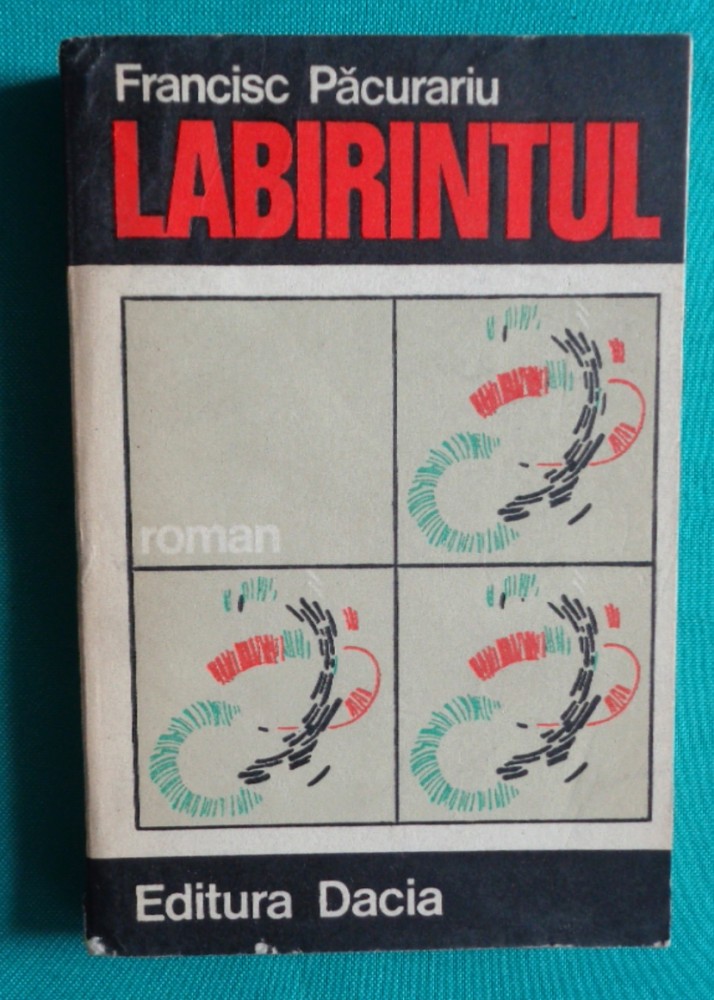 Francisc Păcurariu
LABIRINTUL
roman
Editura Dacia